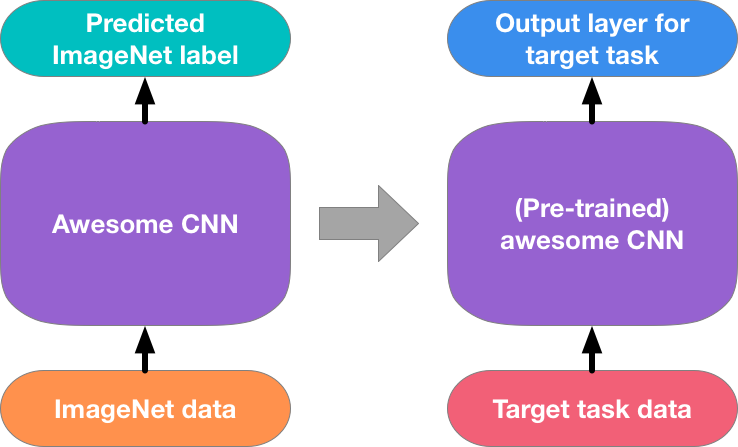 Predicted
ImageNet label
Output layer for
target task
Awesome CNN
(Pre-trained)
awesome CNN
ImageNet data
Target task data